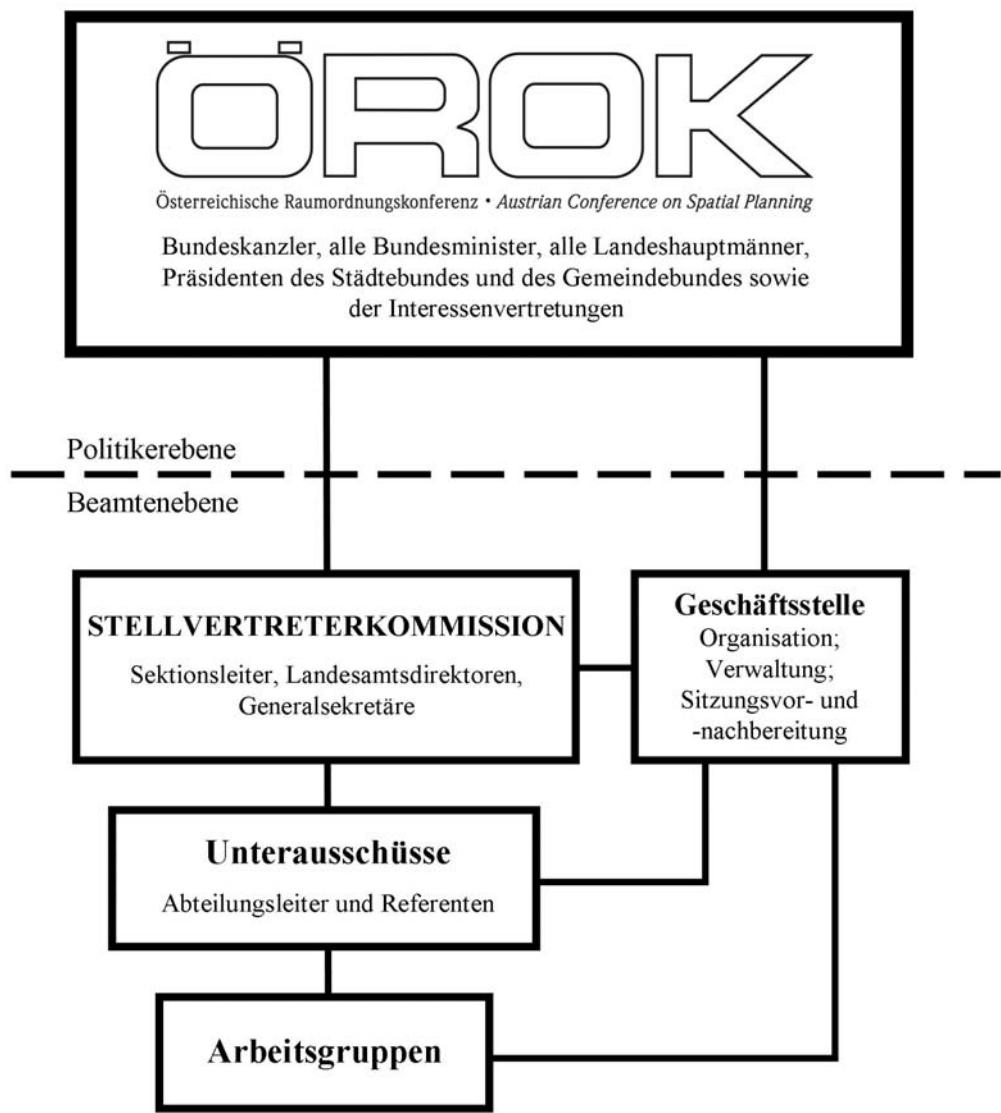 ÖROK
Österreichische Raumordnungskonferenz • Austrian Conference on Spatial Planning
Bundeskanzler, alle Bundesminister, alle Landeshauptmänner,
Präsidenten des Städtebundes und des Gemeindebundes sowie
der Interessenvertretungen
Politikerebene
Beamtenebene
STELLVERTRETERKOMMISSION
Sektionsleiter, Landesamtsdirektoren,
Generalsekretäre
Geschäftsstelle
Organisation;
Verwaltung;
Sitzungsvor- und
-nachbereitung
Unterausschüsse
Abteilungsleiter und Referenten
Arbeitsgruppen